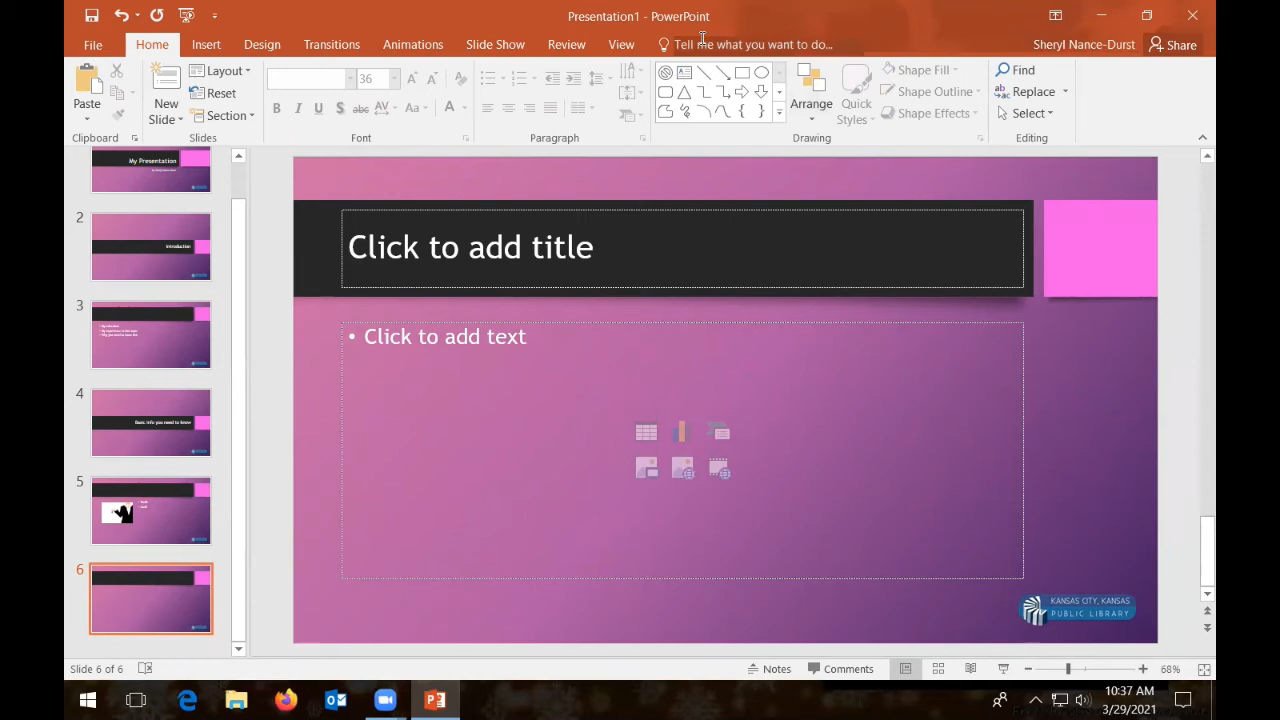 Presentation1 - PowerPoint
File
Home
Insert
Design
Transitions
Animations
Slide Show
Review
View
Tell me what you want to do...
Sheryl Nance-Durst
Share
Paste
New
Slide
Layout
Reset
Section
36
B I U S abc AV Aa A
Arrange
Quick
Styles
Shape Fill
Shape Outline
Shape Effects
Find
Replace
Select
Clipboard
Slides
Font
Paragraph
Drawing
Editing
My Presentation
2
Introduction
3
4
Basic info you need to know
5
6
Click to add title
• Click to add text
KANSAS CITY, KANSAS
PUBLIC LIBRARY
Slide 6 of 6
Notes
Comments
68%
10:37 AM
3/29/2021